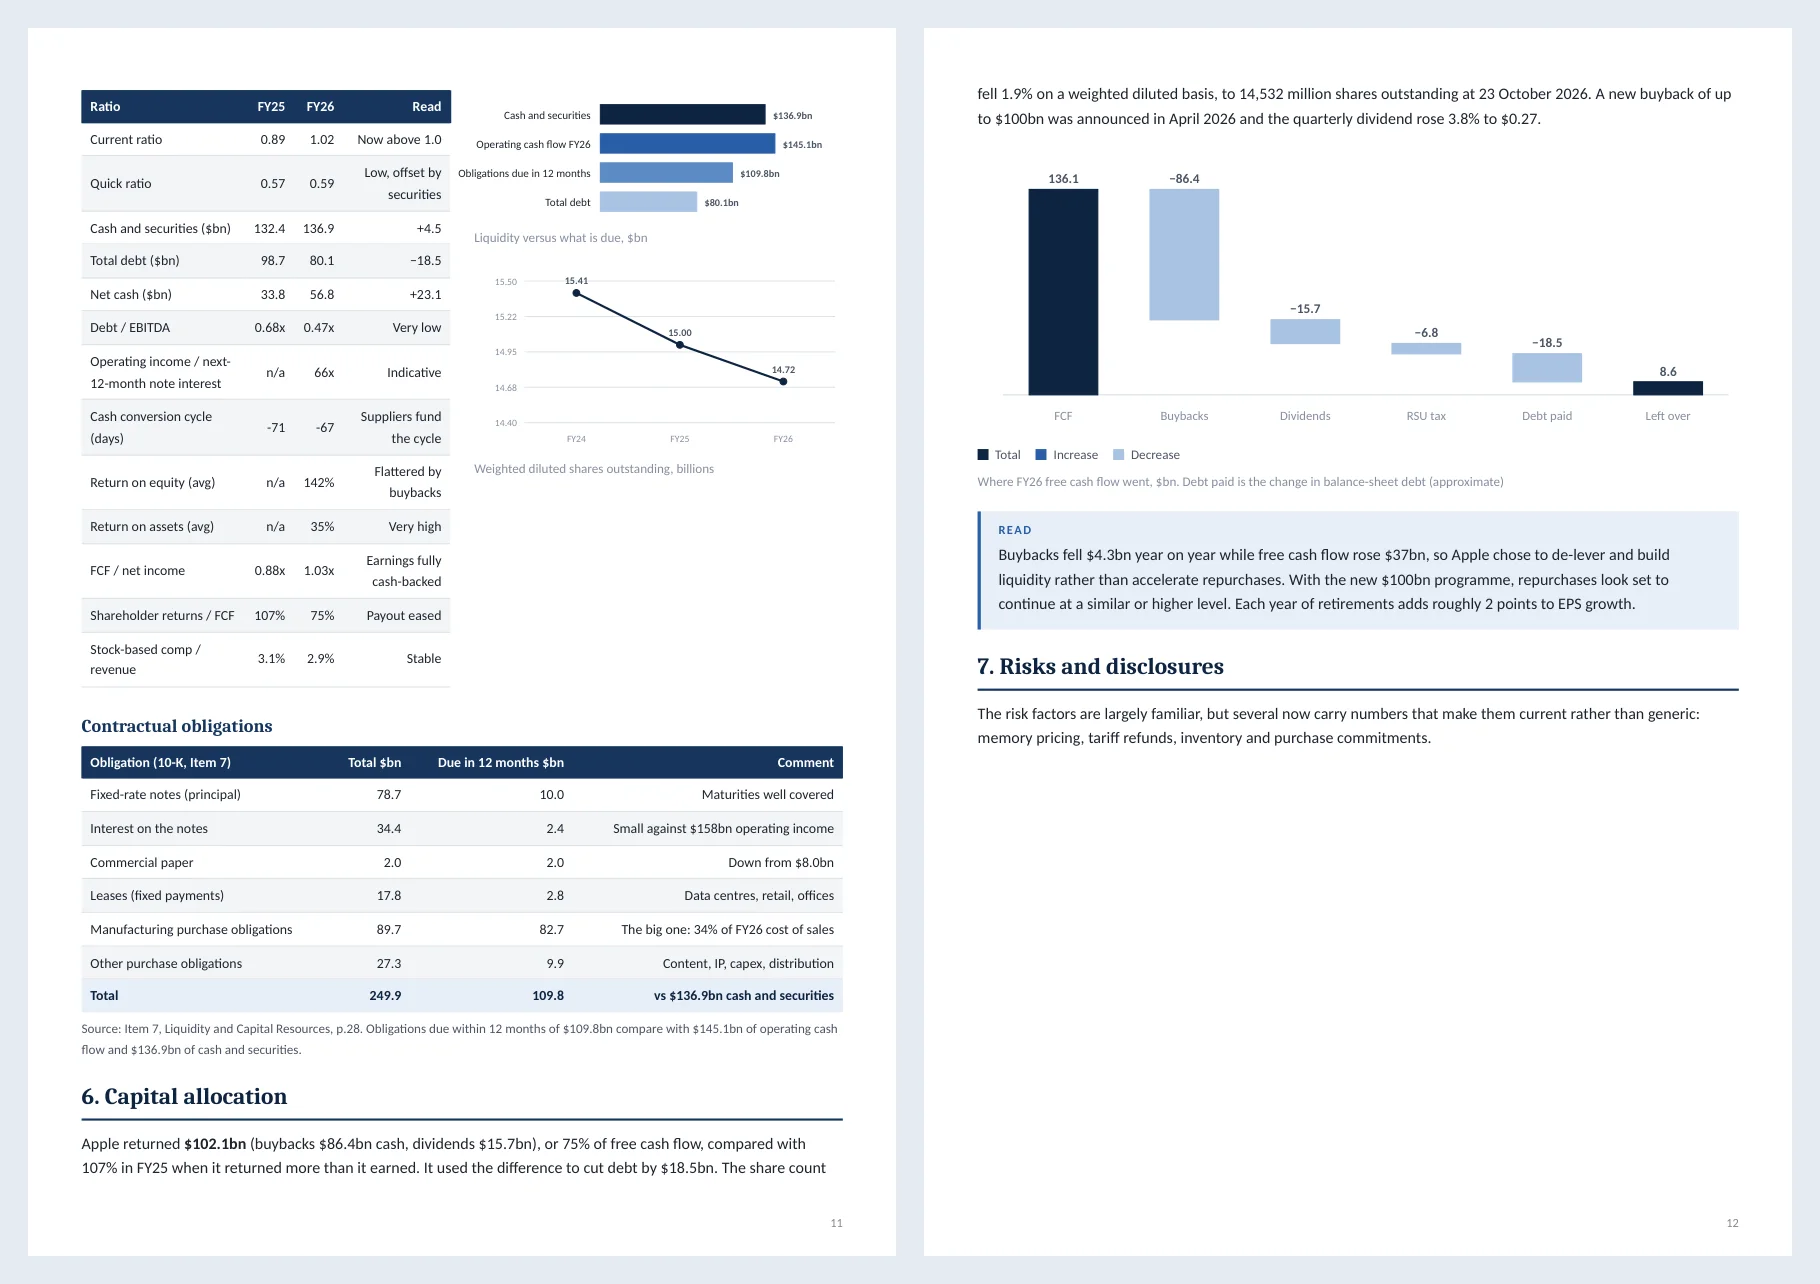 Ratio FY25 FY26 Read
Current ratio 0.89 1.02 Now above 1.0
Quick ratio 0.57 0.59 Low, offset by
securities
Cash and securities ($bn) 132.4 136.9 +4.5
Total debt ($bn) 98.7 80.1 −18.5
Net cash ($bn) 33.8 56.8 +23.1
Debt / EBITDA 0.68x 0.47x Very low
Operating income / next-
12-month note interest n/a 66x Indicative
Cash conversion cycle
(days) -71 -67 Suppliers fund
the cycle
Return on equity (avg) n/a 142% Flattered by
buybacks
Return on assets (avg) n/a 35% Very high
FCF / net income 0.88x 1.03x Earnings fully
cash-backed
Shareholder returns / FCF 107% 75% Payout eased
Stock-based comp /
revenue 3.1% 2.9% Stable
Cash and securities $136.9bn
Operating cash flow FY26 $145.1bn
Obligations due in 12 months $109.8bn
Total debt $80.1bn
Liquidity versus what is due, $bn
15.50
15.22
14.95
14.68
14.40
15.41
15.00
14.72
FY24 FY25 FY26
Weighted diluted shares outstanding, billions
Contractual obligations
Obligation (10-K, Item 7) Total $bn Due in 12 months $bn Comment
Fixed-rate notes (principal) 78.7 10.0 Maturities well covered
Interest on the notes 34.4 2.4 Small against $158bn operating income
Commercial paper 2.0 2.0 Down from $8.0bn
Leases (fixed payments) 17.8 2.8 Data centres, retail, offices
Manufacturing purchase obligations 89.7 82.7 The big one: 34% of FY26 cost of sales
Other purchase obligations 27.3 9.9 Content, IP, capex, distribution
Total 249.9 109.8 vs $136.9bn cash and securities
Source: Item 7, Liquidity and Capital Resources, p.28. Obligations due within 12 months of $109.8bn compare with $145.1bn of operating cash
flow and $136.9bn of cash and securities.
6. Capital allocation
Apple returned $102.1bn (buybacks $86.4bn cash, dividends $15.7bn), or 75% of free cash flow, compared with
107% in FY25 when it returned more than it earned. It used the difference to cut debt by $18.5bn. The share count
11
fell 1.9% on a weighted diluted basis, to 14,532 million shares outstanding at 23 October 2026. A new buyback of up
to $100bn was announced in April 2026 and the quarterly dividend rose 3.8% to $0.27.
136.1 −86.4 −15.7 −6.8 −18.5 8.6
FCF Buybacks Dividends RSU tax Debt paid Left over
Total Increase Decrease
Where FY26 free cash flow went, $bn. Debt paid is the change in balance-sheet debt (approximate)
READ
Buybacks fell $4.3bn year on year while free cash flow rose $37bn, so Apple chose to de-lever and build
liquidity rather than accelerate repurchases. With the new $100bn programme, repurchases look set to
continue at a similar or higher level. Each year of retirements adds roughly 2 points to EPS growth.
7. Risks and disclosures
The risk factors are largely familiar, but several now carry numbers that make them current rather than generic:
memory pricing, tariff refunds, inventory and purchase commitments.
12